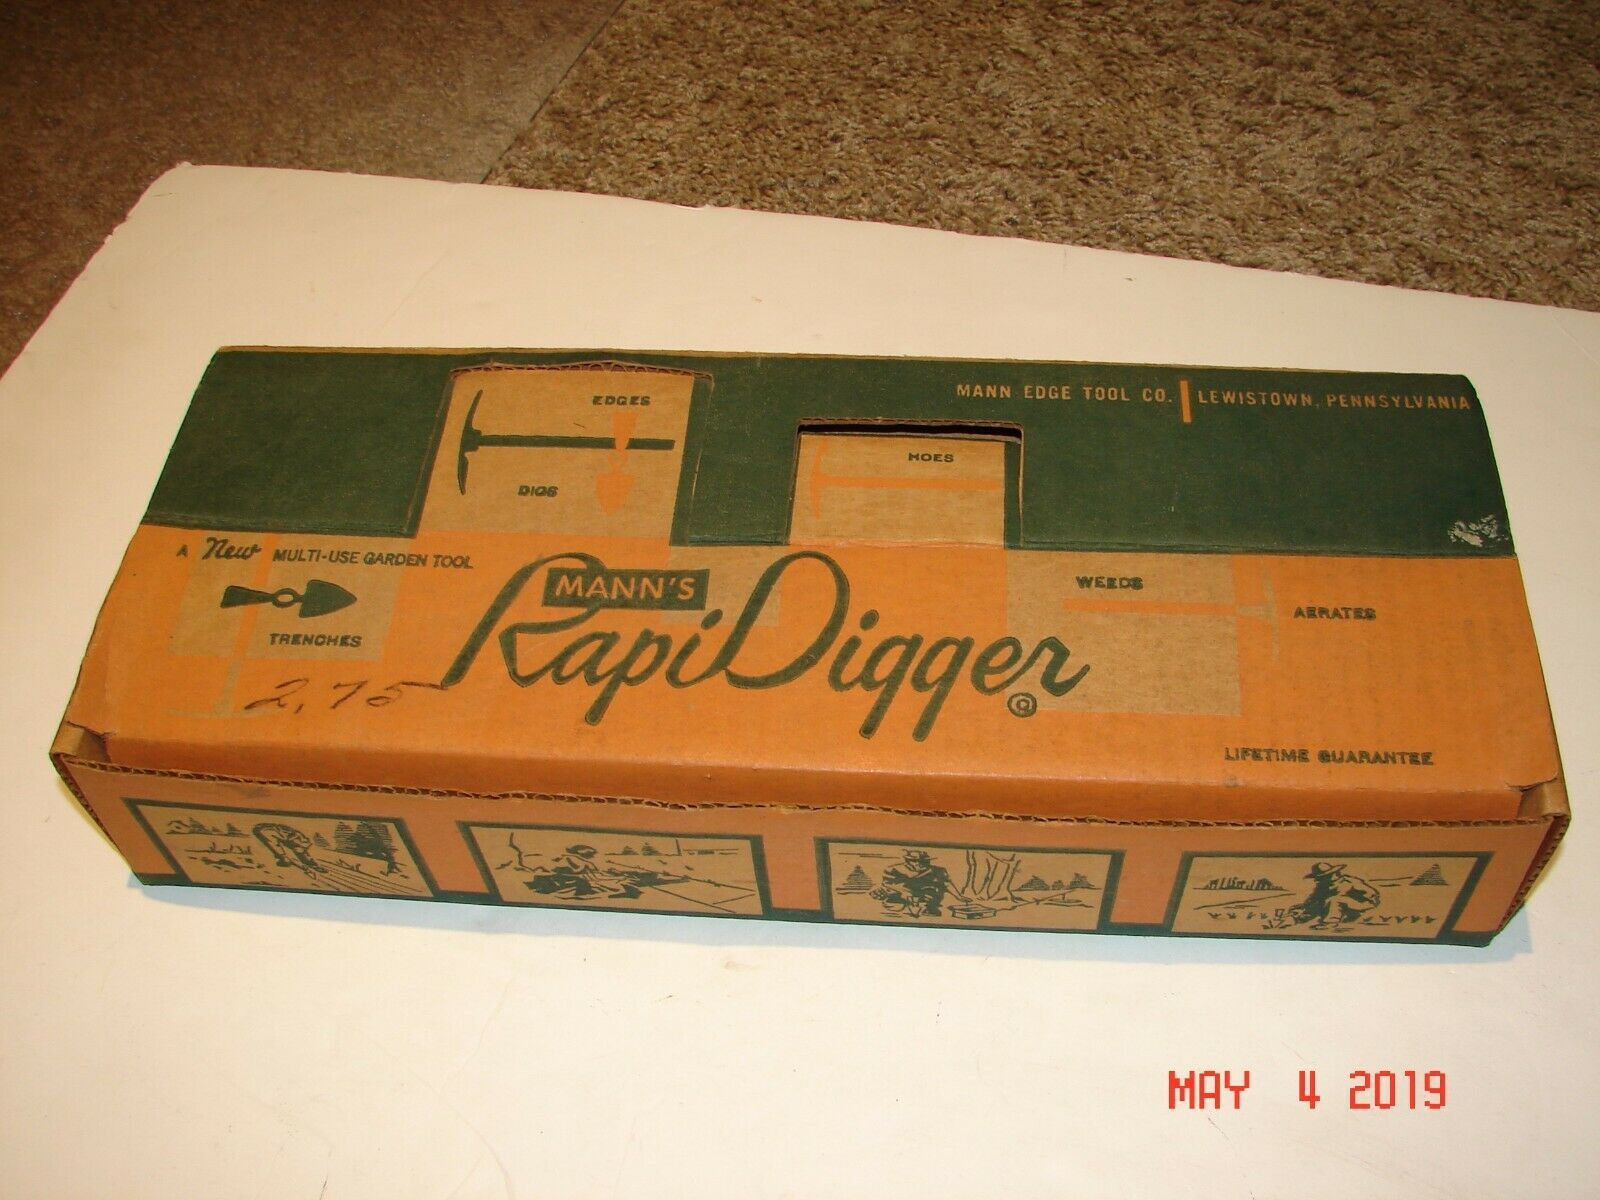 MANN EDGE TOOL CO. | LEWISTOWN, PENNSYLVANIA
EDGES
DIGS
HOES
A New MULTI-USE GARDEN TOOL
TRENCHES
MANN'S
RapiDigger
®
WEEDS
AERATES
2,75
LIFETIME GUARANTEE
MAY 4 2019